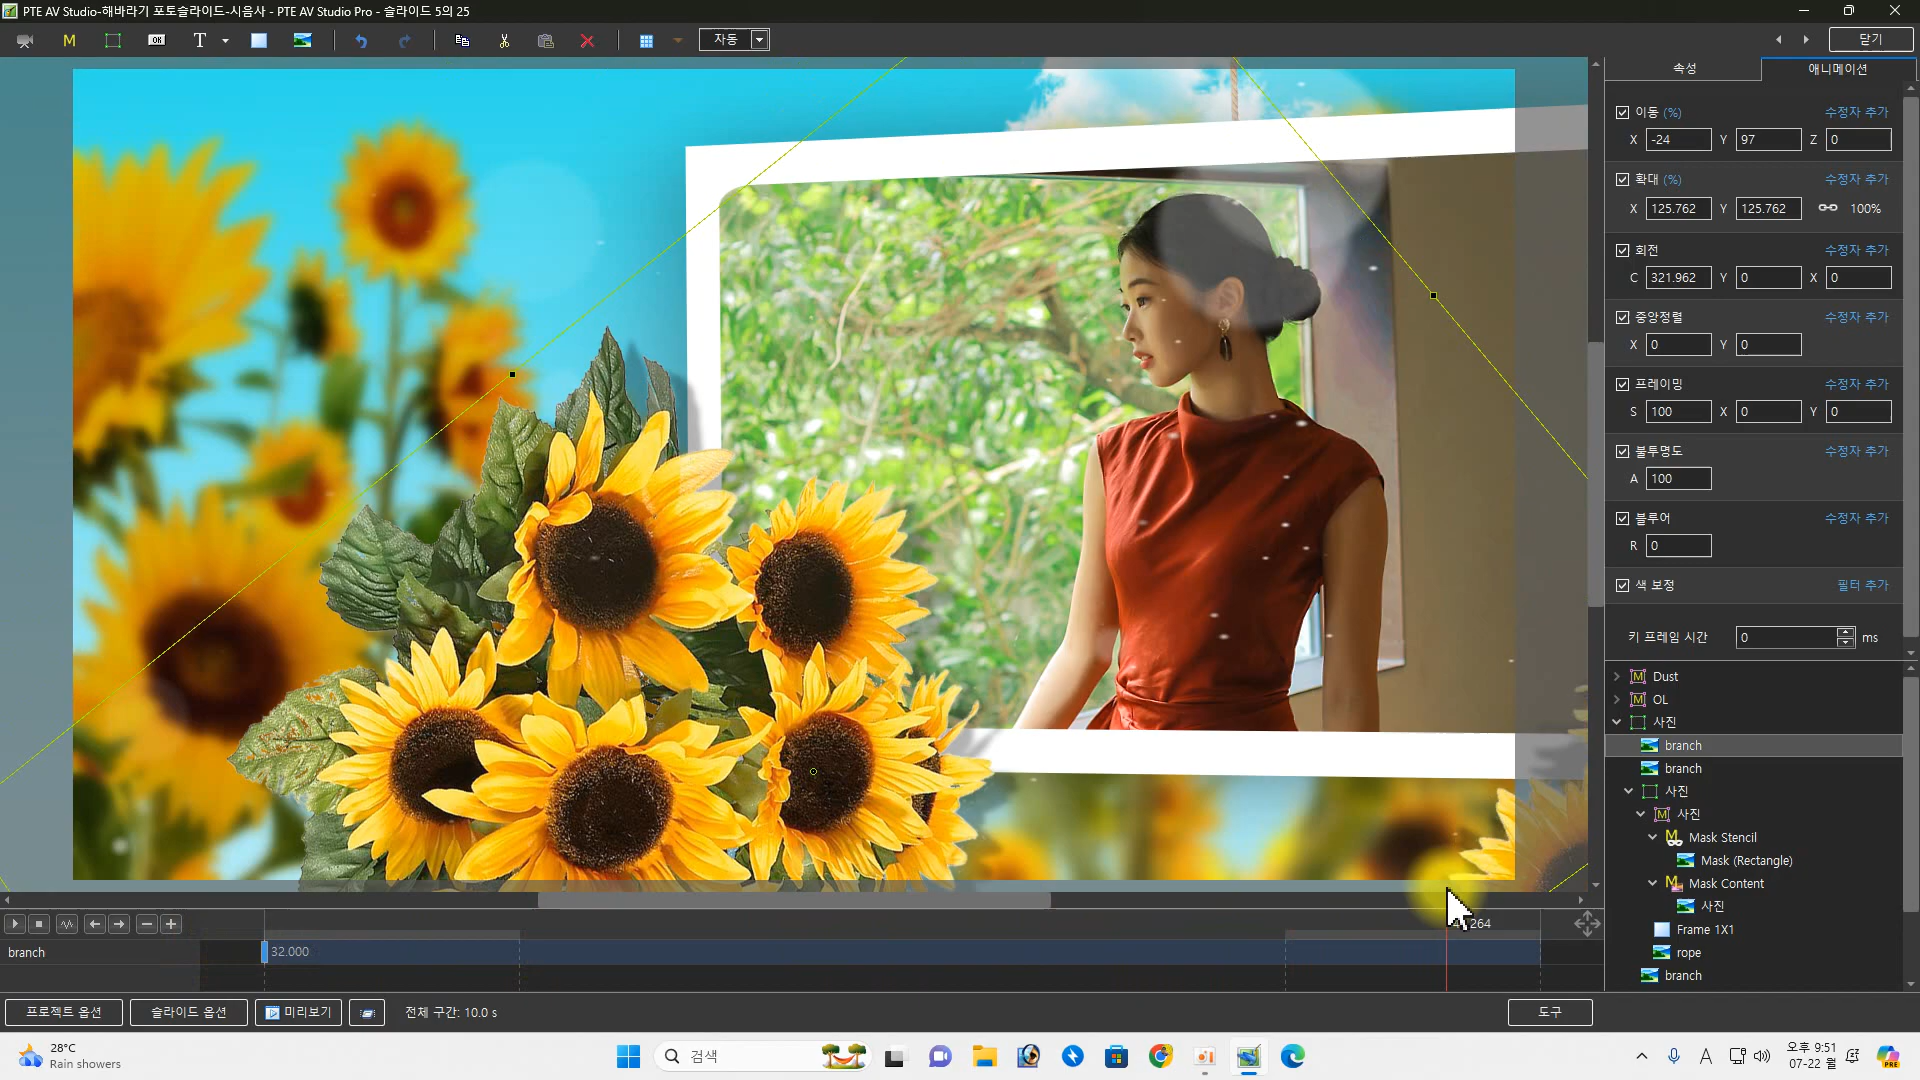 PTE AV Studio-해바라기 포토슬라이드-시음사 - PTE AV Studio Pro - 슬라이드 5의 25
M OK T 자동 닫기
속성 애니메이션
이동 (%) 수정자 추가
X -24 Y 97 Z 0
확대 (%) 수정자 추가
X 125.762 Y 125.762 100%
회전 수정자 추가
C 321.962 Y 0 X 0
중앙정렬 수정자 추가
X 0 Y 0
프레이밍 수정자 추가
S 100 X 0 Y 0
불투명도 수정자 추가
A 100
블루어 수정자 추가
R 0
색 보정 필터 추가
키 프레임 시간 0 ms
M Dust
M OL
사진
branch
branch
사진
M 사진
M Mask Stencil
Mask (Rectangle)
M Mask Content
사진
Frame 1X1
rope
branch
264
branch 32.000
프로젝트 옵션 슬라이드 옵션 미리보기 전체 구간: 10.0 s 도구
28°C
Rain showers
검색
A
오후 9:51
07-22 월
PRE